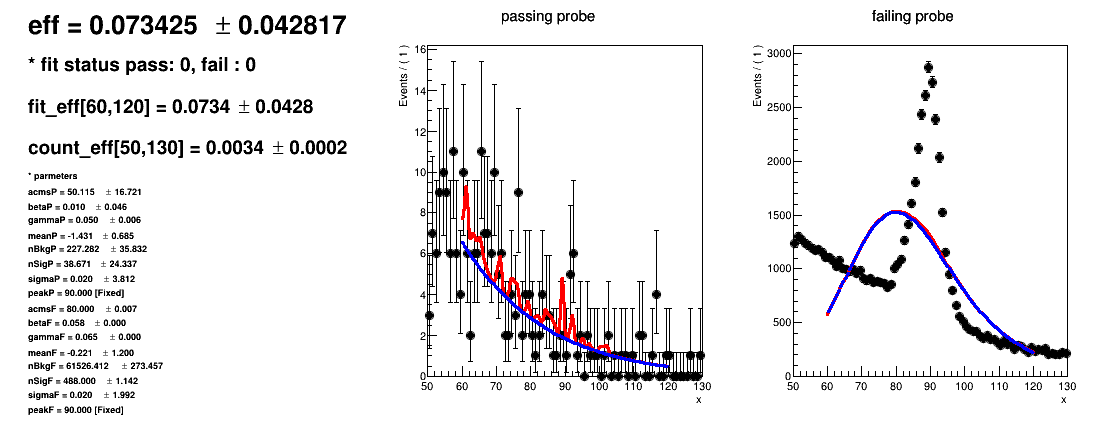 eff = 0.073425 ± 0.042817
* fit status pass: 0, fail : 0
fit_eff[60,120] = 0.0734 ± 0.0428
count_eff[50,130] = 0.0034 ± 0.0002
* parmeters
acmsP = 50.115 ± 16.721
betaP = 0.010 ± 0.046
gammaP = 0.050 ± 0.006
meanP = -1.431 ± 0.685
nBkgP = 227.282 ± 35.832
nSigP = 38.671 ± 24.337
sigmaP = 0.020 ± 3.812
peakP = 90.000 [Fixed]
acmsF = 80.000 ± 0.007
betaF = 0.058 ± 0.000
gammaF = 0.065 ± 0.000
meanF = -0.221 ± 1.200
nBkgF = 61526.412 ± 273.457
nSigF = 488.000 ± 1.142
sigmaF = 0.020 ± 1.992
peakF = 90.000 [Fixed]
passing probe
Events / ( 1 )
16
14
12
10
8
6
4
2
0
50 60 70 80 90 100 110 120 130
x
failing probe
Events / ( 1 )
3000
2500
2000
1500
1000
500
0
50 60 70 80 90 100 110 120 130
x